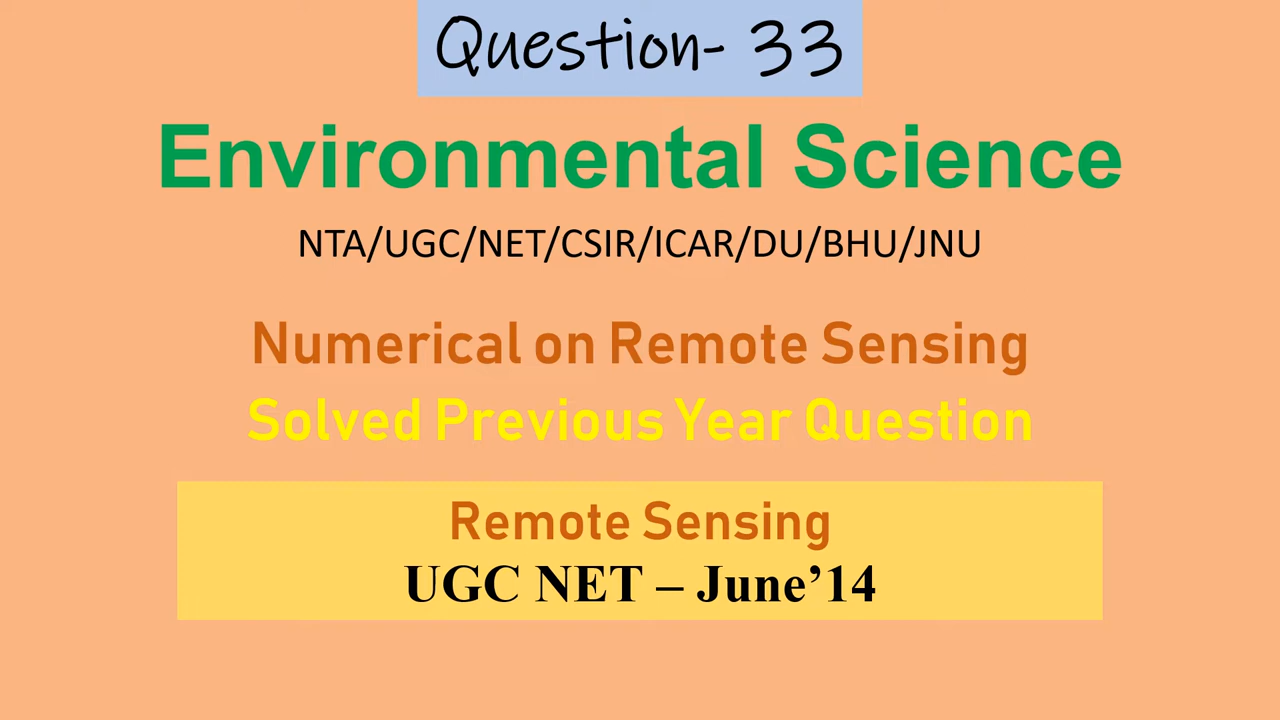 Question- 33
Environmental Science
NTA/UGC/NET/CSIR/ICAR/DU/BHU/JNU
Numerical on Remote Sensing
Solved Previous Year Question
Remote Sensing
UGC NET – June’14